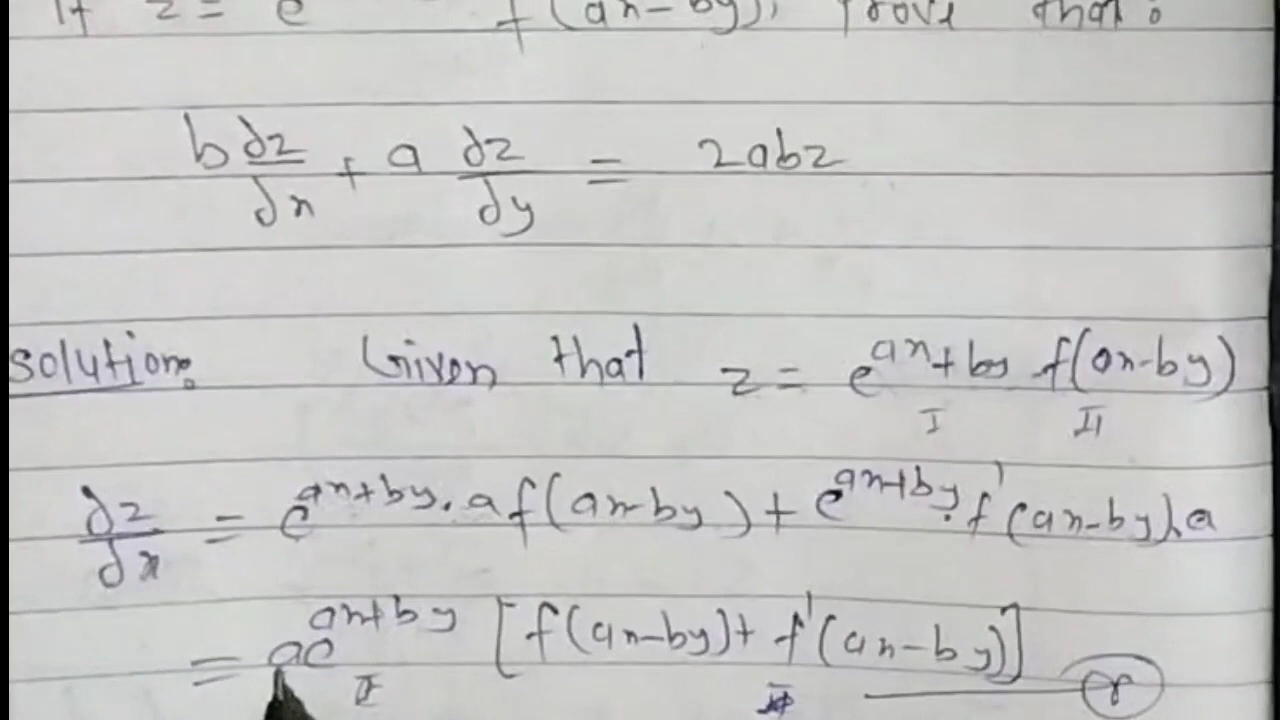 If z = e f(ax-by), Prove that:
b ∂z/∂x + a ∂z/∂y = 2abz
Solution: Given that z = e^{ax+by} f(ax-by)
I II
∂z/∂x = e^{ax+by}.a f(ax-by) + e^{ax+by}.f'(ax-by).a
= ae^{ax+by} [f(ax-by) + f'(ax-by)]